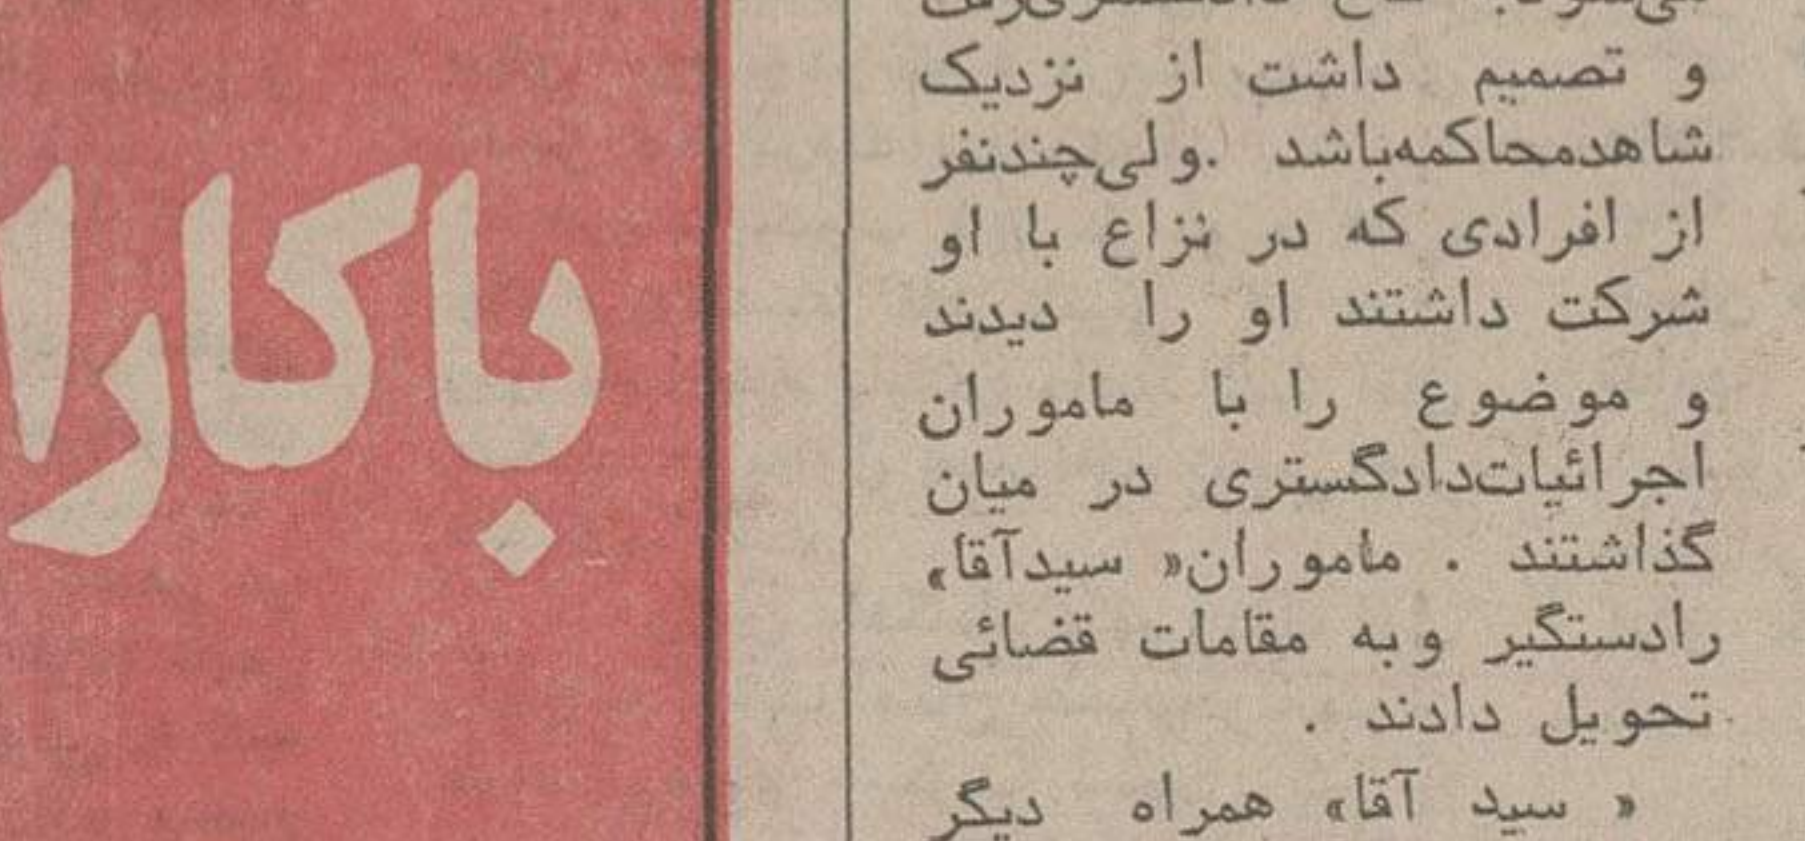 و تصمیم داشت از نزدیک
شاهدمحاکمه‌باشد .ولی‌چندنفر
از افرادی که در نزاع با او
شرکت داشتند او را دیدند
و موضوع را با ماموران
اجرائیات‌دادگستری در میان
گذاشتند . ماموران« سیدآقا»
رادستگیر وبه مقامات قضائی
تحویل دادند .
« سید آقا» همراه دیگر
باکارا